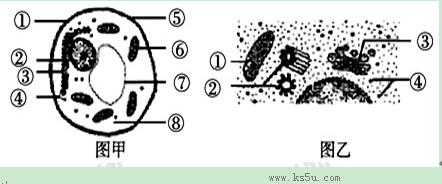 ① ⑤
② ⑥
③ ⑦
④ ⑧
图甲
① ③
② ④
图乙
www.ks5u.com